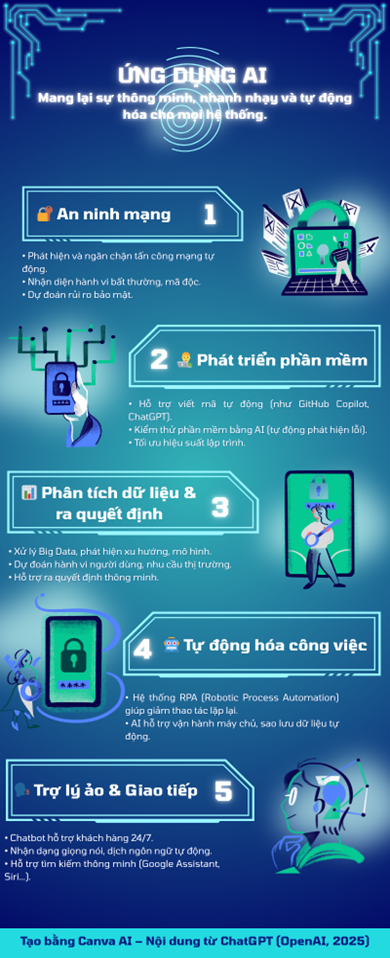 ỨNG DỤNG AI
Mang lại sự thông minh, nhanh nhạy và tự động
hóa cho mọi hệ thống.
An ninh mạng
1
• Phát hiện và ngăn chặn tấn công mạng tự
động.
• Nhận diện hành vi bất thường, mã độc.
• Dự đoán rủi ro bảo mật.
2
Phát triển phần mềm
• Hỗ trợ viết mã tự động (như GitHub Copilot,
ChatGPT).
• Kiểm thử phần mềm bằng AI (tự động phát hiện lỗi).
• Tối ưu hiệu suất lập trình.
Phân tích dữ liệu &
ra quyết định
3
• Xử lý Big Data, phát hiện xu hướng, mô hình.
• Dự đoán hành vi người dùng, nhu cầu thị trường.
• Hỗ trợ ra quyết định thông minh.
4
Tự động hóa công việc
• Hệ thống RPA (Robotic Process Automation)
giúp giảm thao tác lặp lại.
• AI hỗ trợ vận hành máy chủ, sao lưu dữ liệu tự
động.
Trợ lý ảo & Giao tiếp
5
• Chatbot hỗ trợ khách hàng 24/7.
• Nhận dạng giọng nói, dịch ngôn ngữ tự động.
• Hỗ trợ tìm kiếm thông minh (Google Assistant,
Siri...).
Tạo bằng Canva AI – Nội dung từ ChatGPT (OpenAI, 2025)